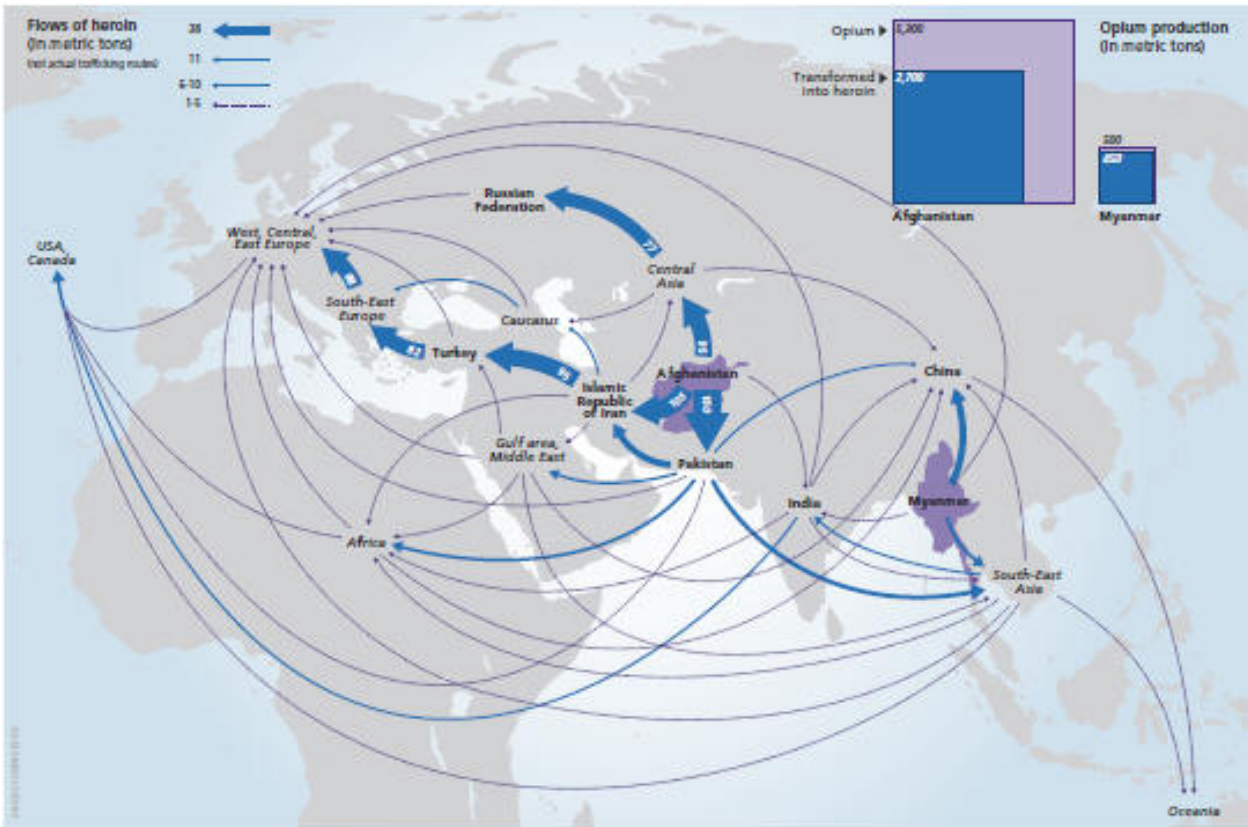 Flows of heroin
(in metric tons)
(not actual trafficking routes)
11
6-10
Opium
Transformed
into heroin
2,700
Opium production
(in metric tons)
Afghanistan
Myanmar
Russian
Federation
West, Central,
East Europe
USA,
Canada
77
Central
Asia
South-East
Europe
Caucasus
82
Turkey
95
Islamic
Republic
of Iran
Afghanistan
China
Gulf area,
Middle East
Pakistan
India
Myanmar
Africa
South-East
Asia
Oceania